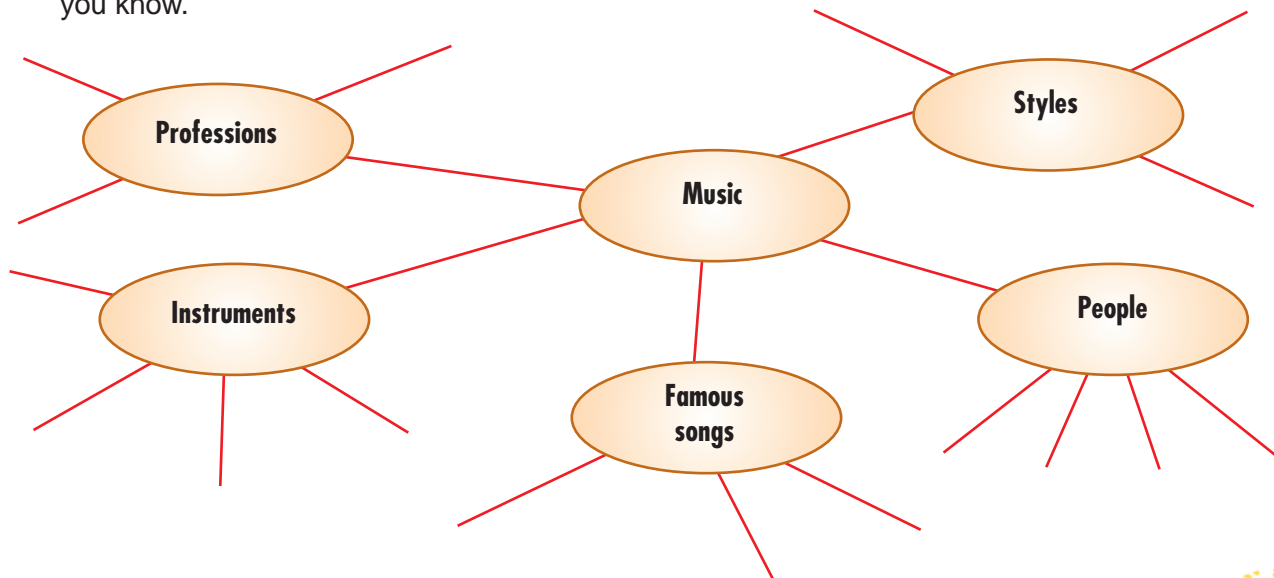 you know.
Professions
Styles
Music
Instruments
People
Famous
songs